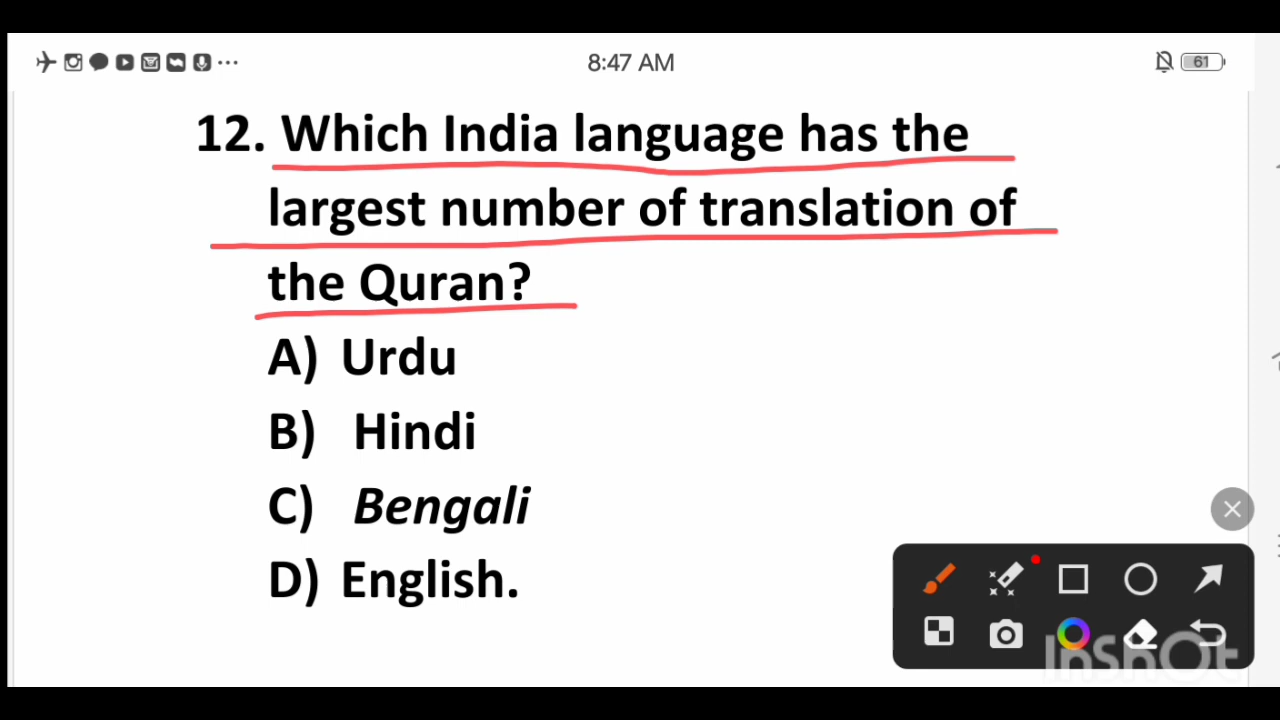 8:47 AM
61
12. Which India language has the
largest number of translation of
the Quran?
A) Urdu
B) Hindi
C) Bengali
D) English.
InShOt